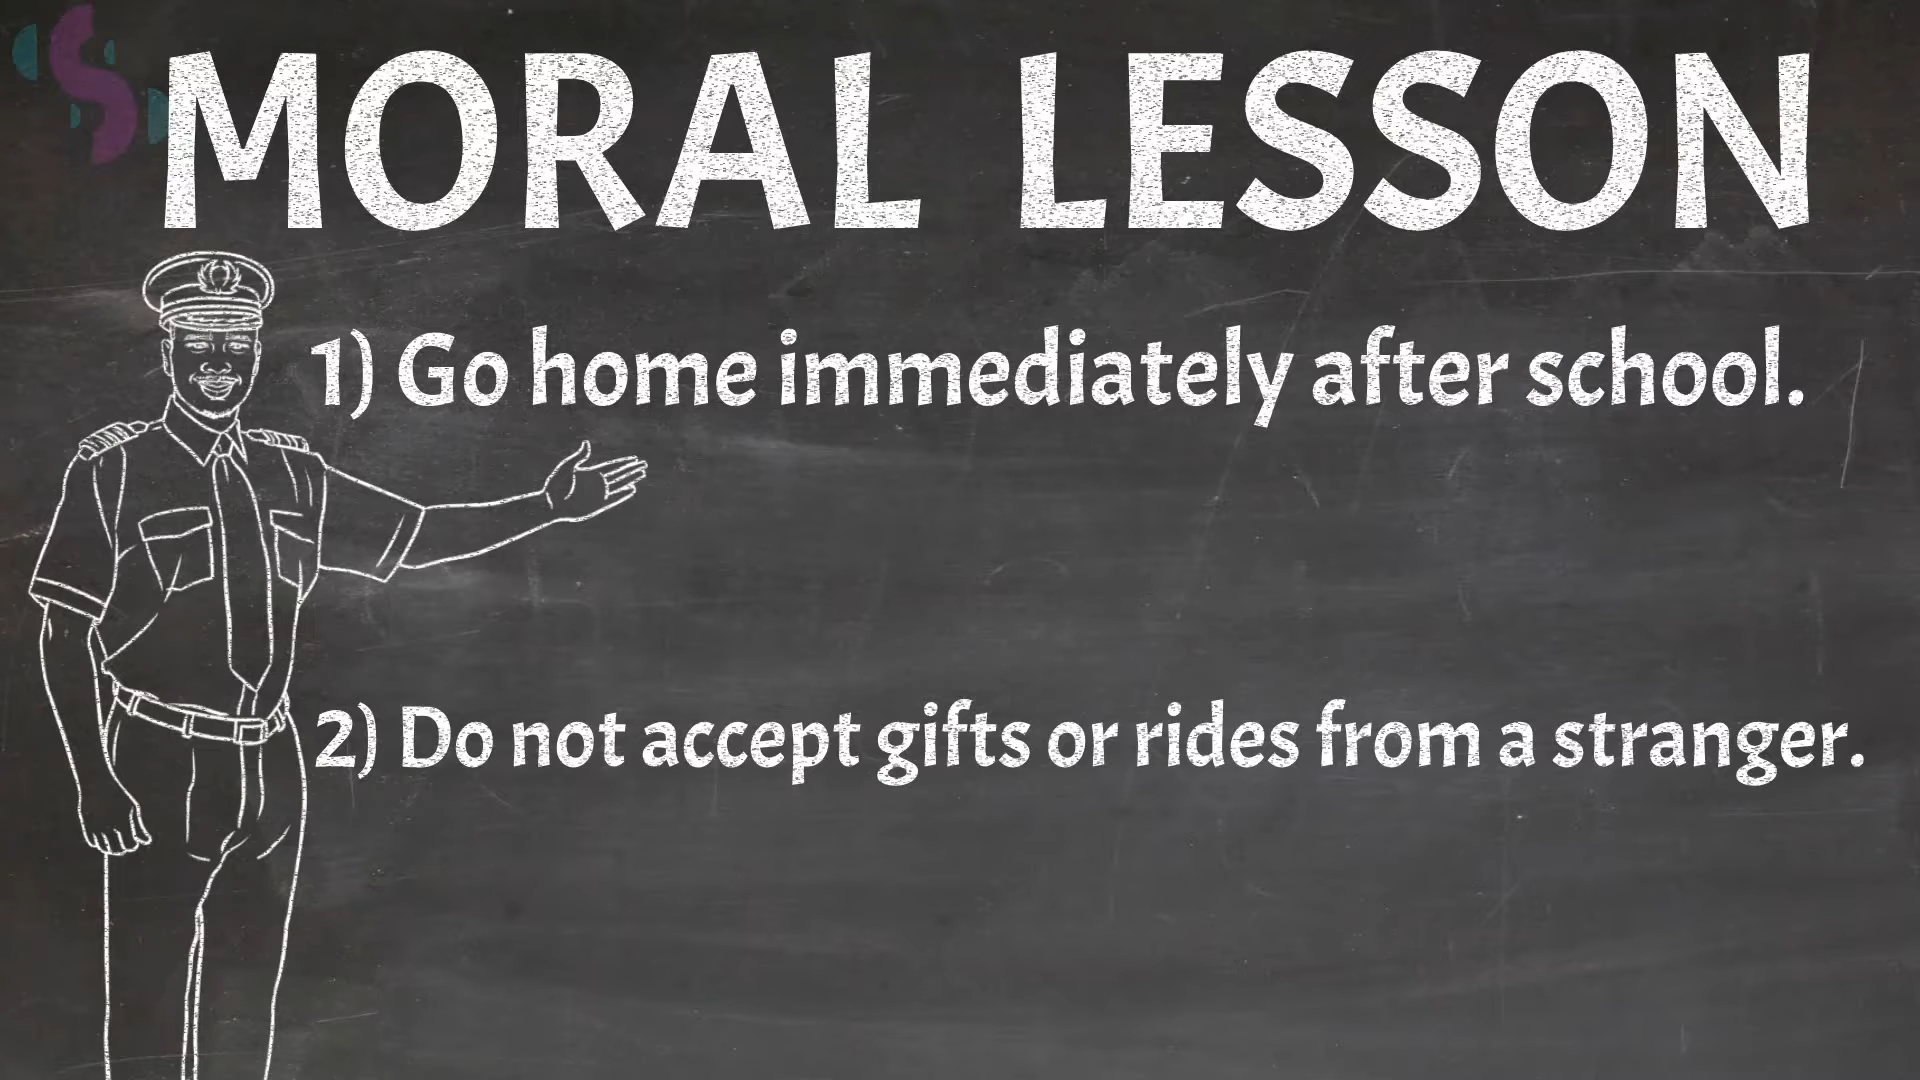 MORAL LESSON
1) Go home immediately after school.
2) Do not accept gifts or rides from a stranger.